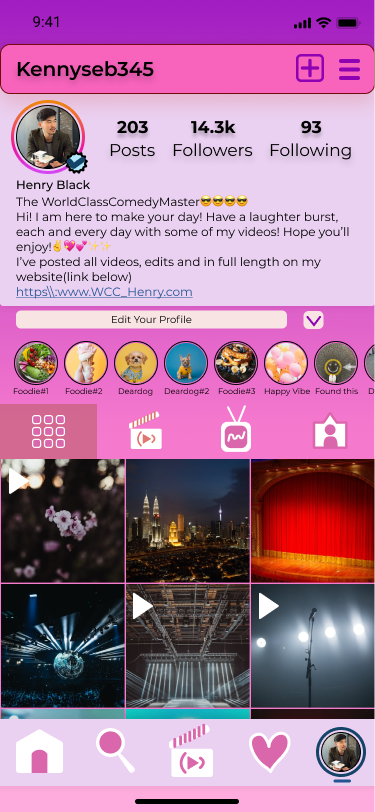 9:41
Kennyseb345
203 14.3k 93
Posts Followers Following
Henry Black
The WorldClassComedyMaster😎😎😎😎
Hi! I am here to make your day! Have a laughter burst,
each and every day with some of my videos! Hope you'll
enjoy!✌💖💕✨✨
I've posted all videos, edits and in full length on my
website(link below)
https\\:www.WCC_Henry.com
Edit Your Profile
Foodie#1 Foodie#2 Deardog Deardog#2 Foodie#3 Happy Vibe Found this D